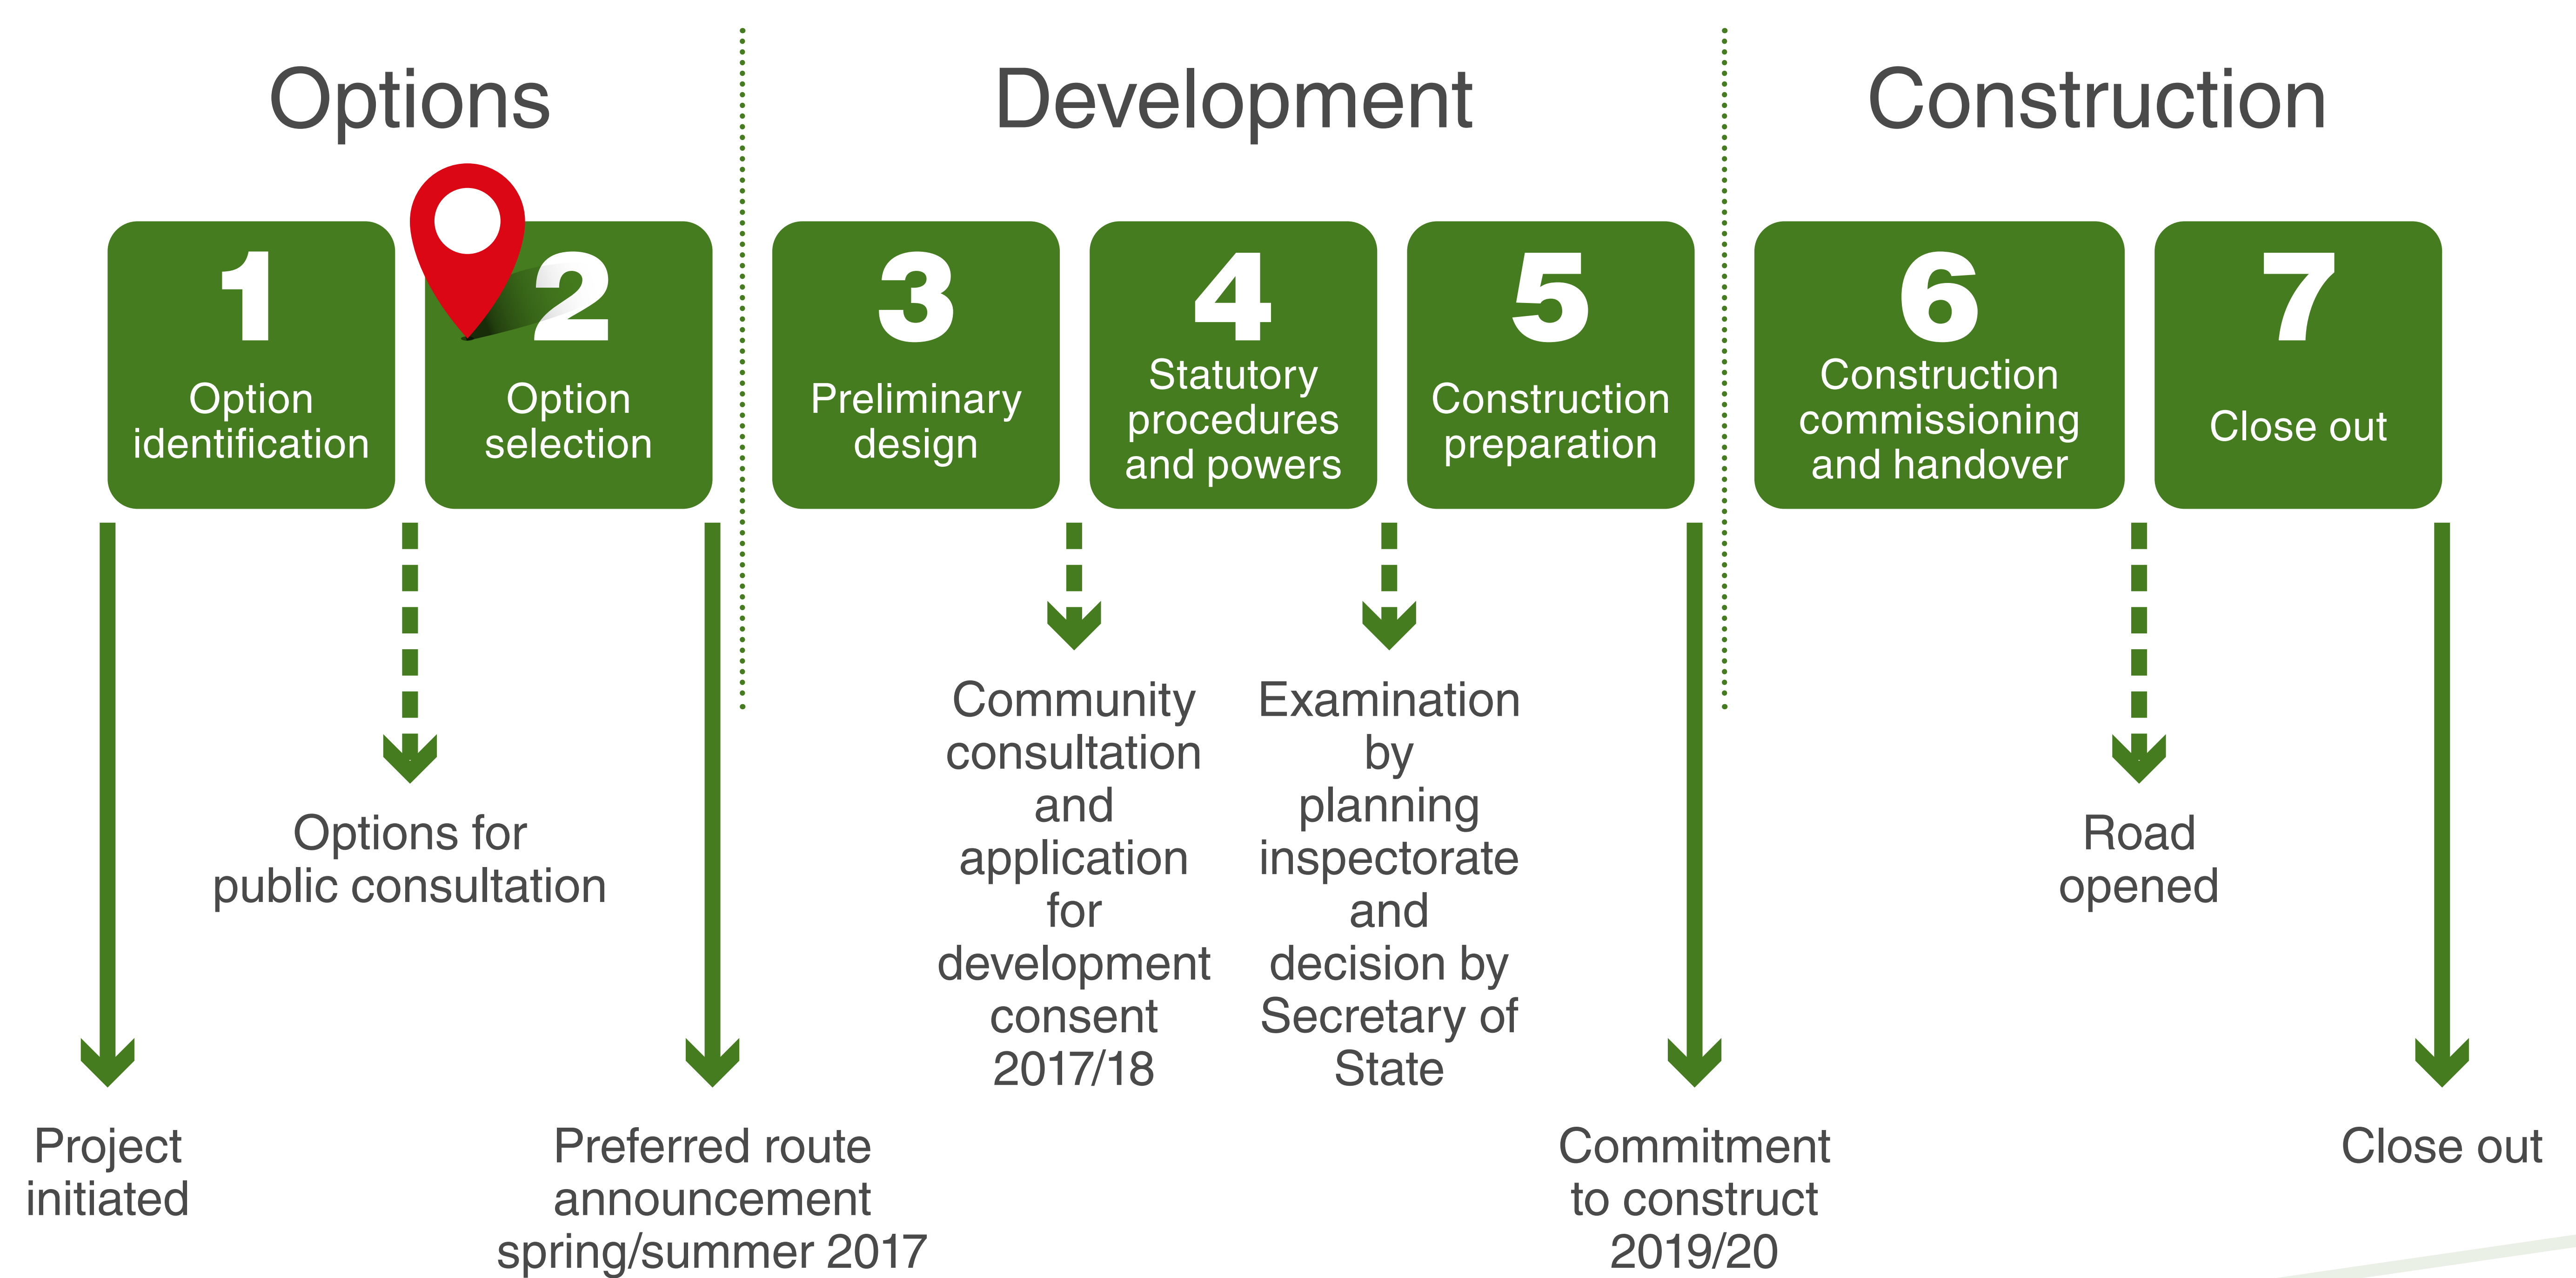 Options
Development
Construction
1
Option
identification
2
Option
selection
3
Preliminary
design
4
Statutory
procedures
and powers
5
Construction
preparation
6
Construction
commissioning
and handover
7
Close out
Project
initiated
Options for
public consultation
Preferred route
announcement
spring/summer 2017
Community
consultation
and
application
for
development
consent
2017/18
Examination
by
planning
inspectorate
and
decision by
Secretary of
State
Commitment
to construct
2019/20
Road
opened
Close out